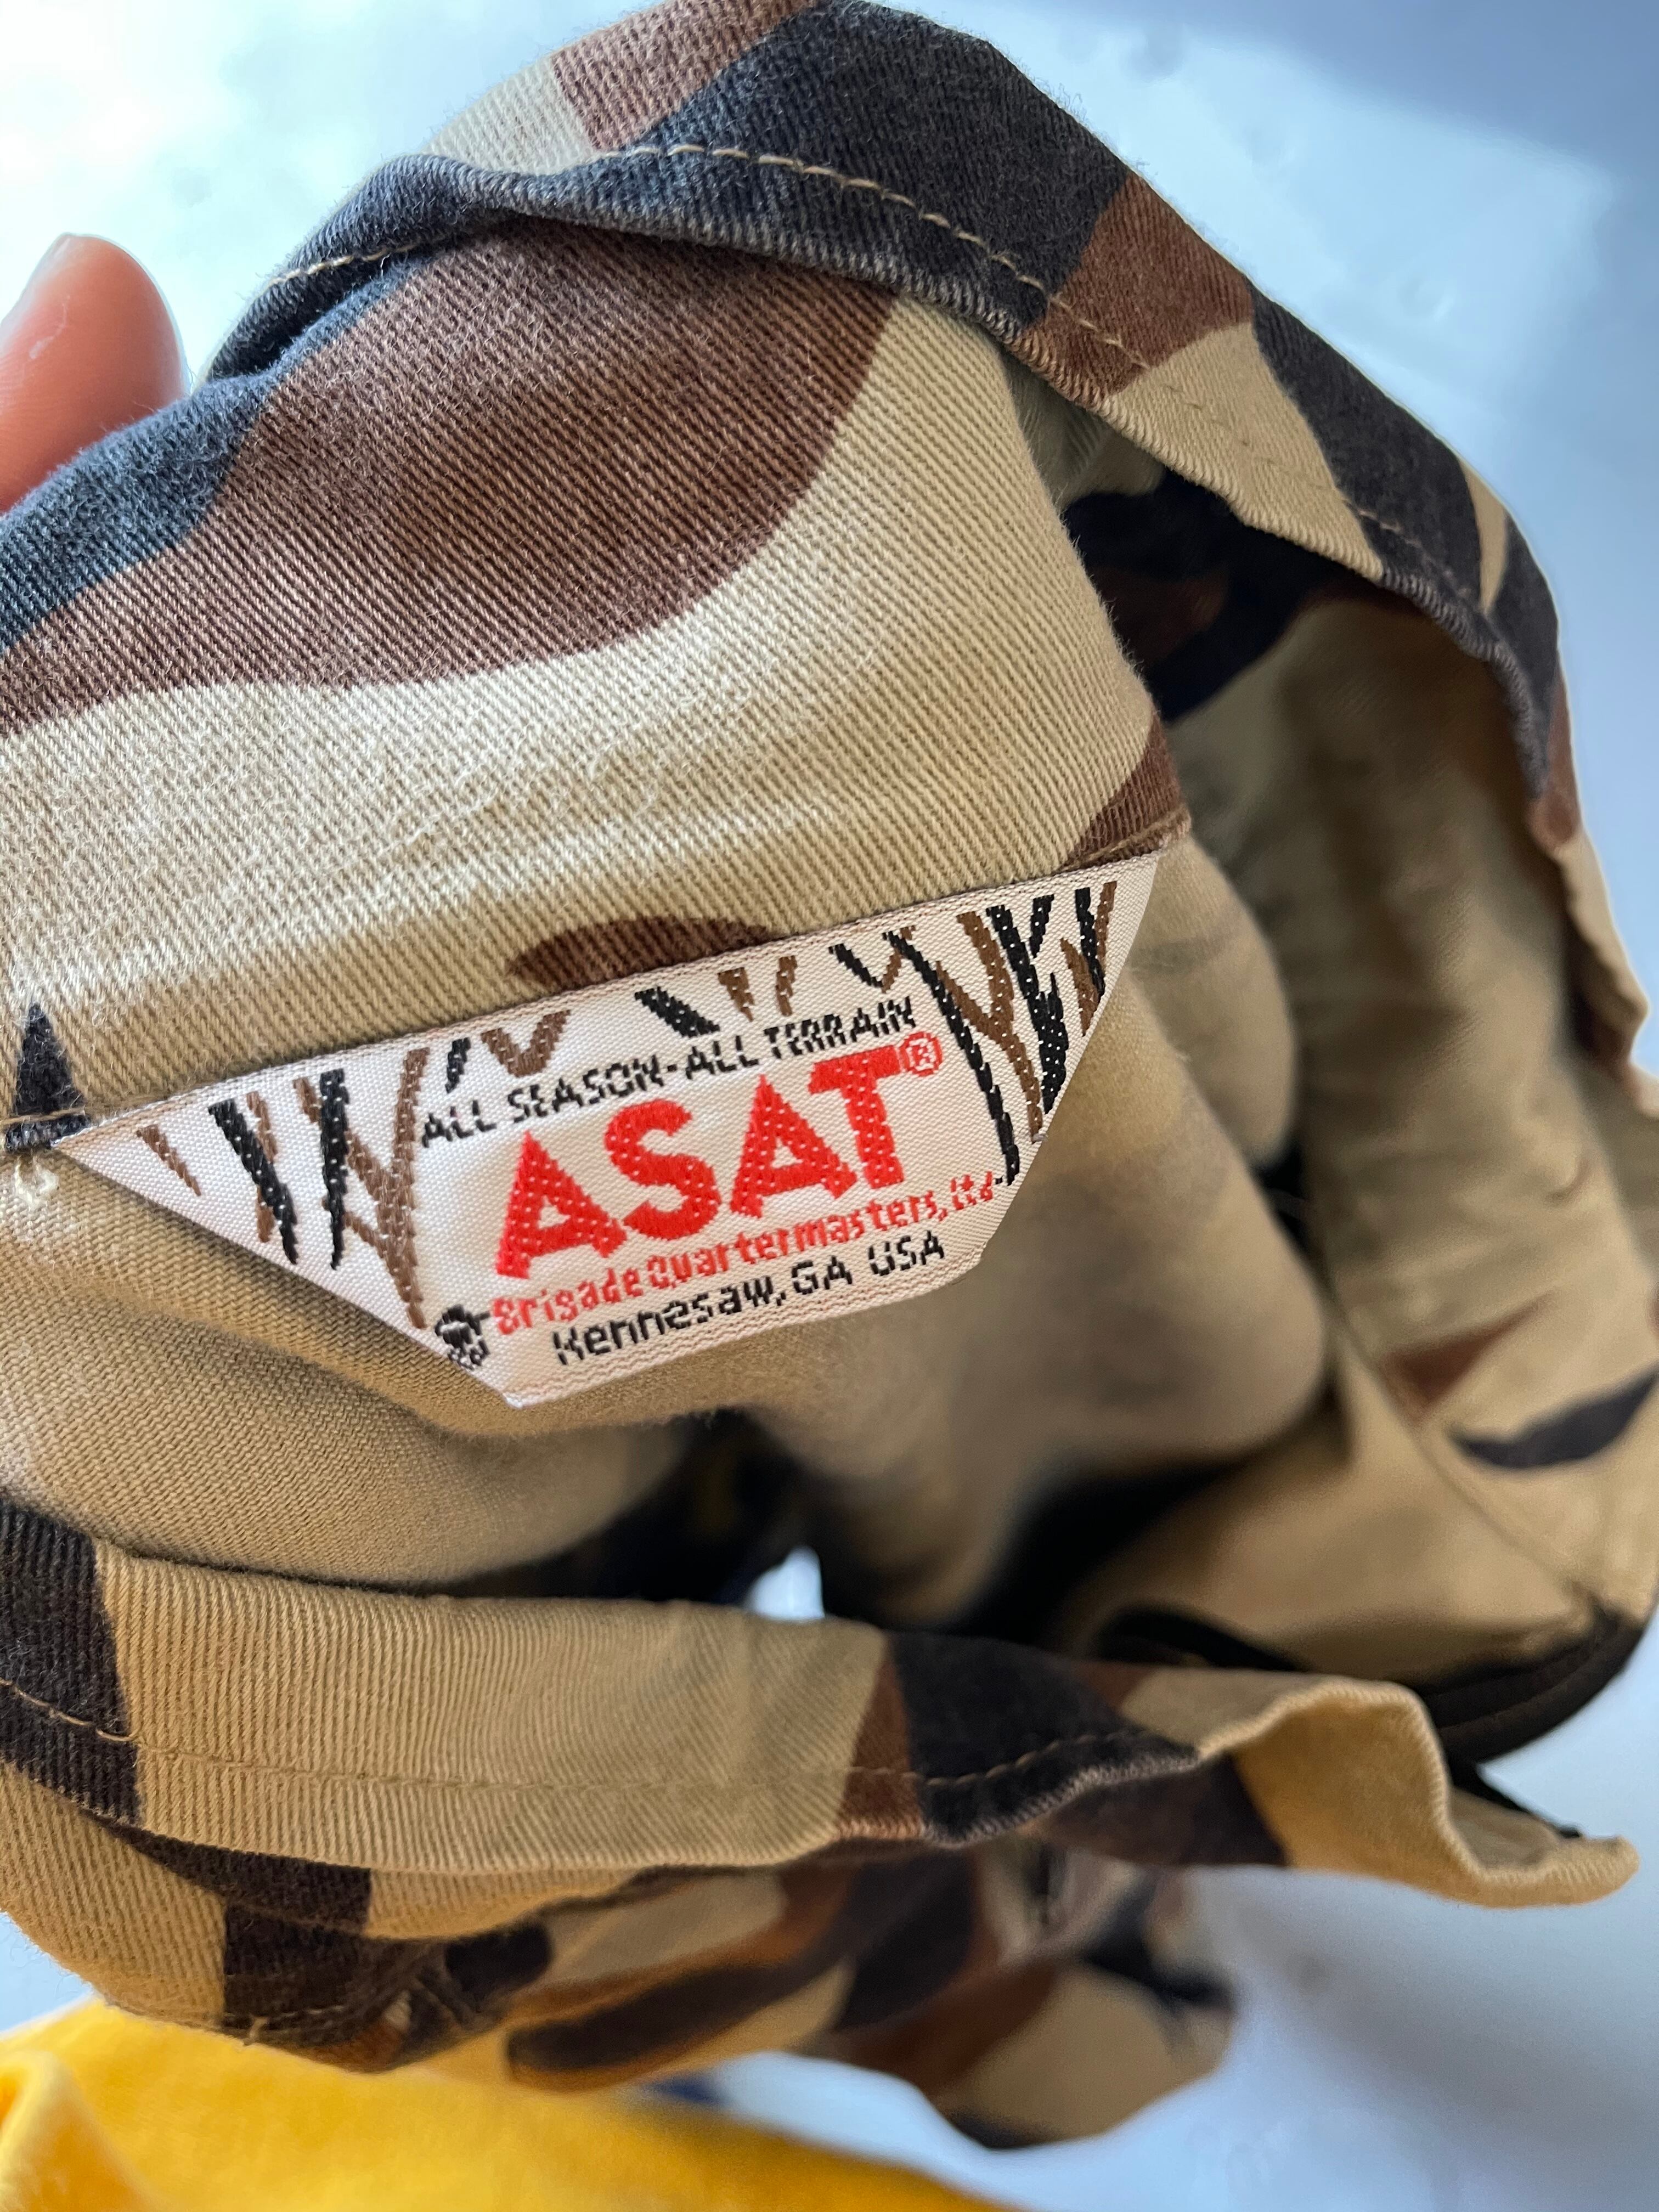 ALL SEASON-ALL TERRAIN
ASAT®
Brigade Quartermasters, Ltd.
Kennesaw, GA USA